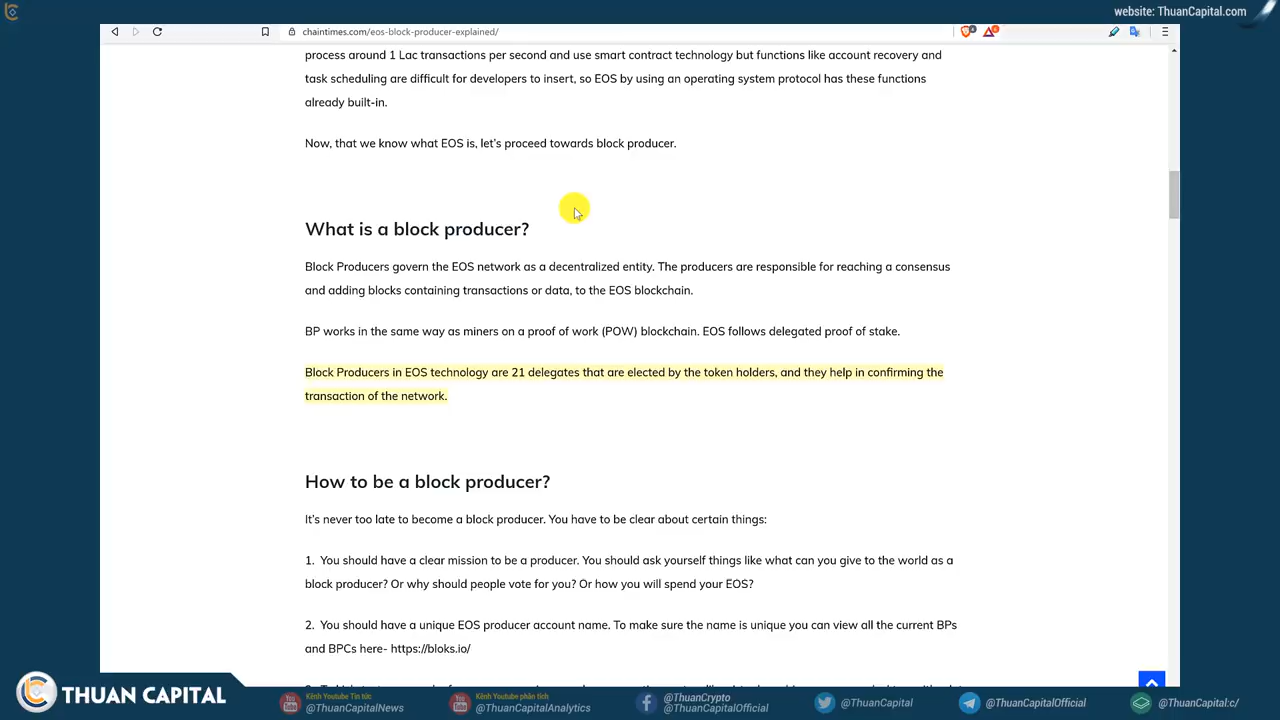 website: ThuanCapital.com
chaintimes.com/eos-block-producer-explained/
process around 1 Lac transactions per second and use smart contract technology but functions like account recovery and
task scheduling are difficult for developers to insert, so EOS by using an operating system protocol has these functions
already built-in.
Now, that we know what EOS is, let's proceed towards block producer.
What is a block producer?
Block Producers govern the EOS network as a decentralized entity. The producers are responsible for reaching a consensus
and adding blocks containing transactions or data, to the EOS blockchain.
BP works in the same way as miners on a proof of work (POW) blockchain. EOS follows delegated proof of stake.
Block Producers in EOS technology are 21 delegates that are elected by the token holders, and they help in confirming the
transaction of the network.
How to be a block producer?
It's never too late to become a block producer. You have to be clear about certain things:
1. You should have a clear mission to be a producer. You should ask yourself things like what can you give to the world as a
block producer? Or why should people vote for you? Or how you will spend your EOS?
2. You should have a unique EOS producer account name. To make sure the name is unique you can view all the current BPs
and BPCs here- https://bloks.io/
THUAN CAPITAL
Kênh Youtube Tin tức
@ThuanCapitalNews
Kênh Youtube phân tích
@ThuanCapitalAnalytics
@ThuanCrypto
@ThuanCapitalOfficial
@ThuanCapital
@ThuanCapitalOfficial
@ThuanCapital:c/